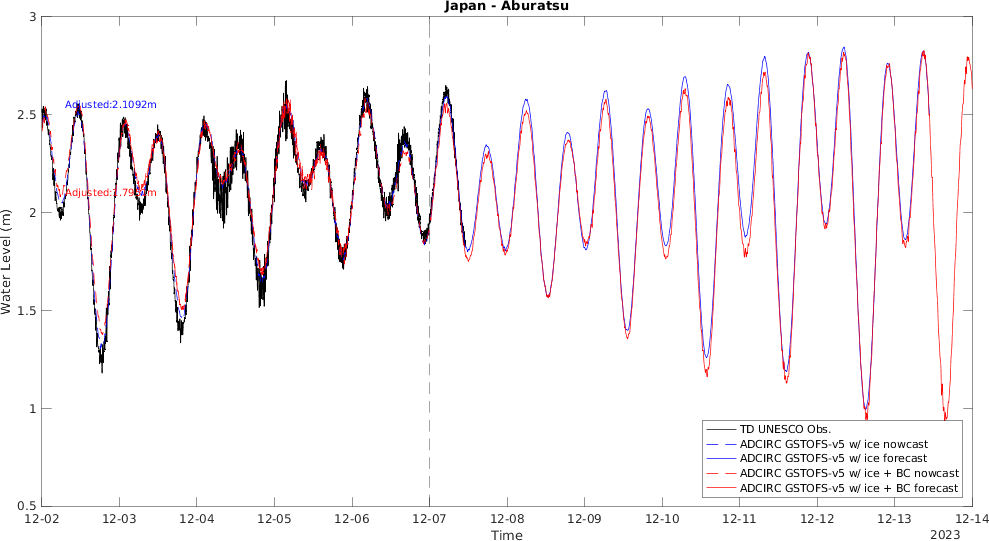 Japan - Aburatsu
3
2.5
2
1.5
1
0.5
Water Level (m)
Adjusted:2.1092m
TD UNESCO Obs.
ADCIRC GSTOFS-v5 w/ ice nowcast
ADCIRC GSTOFS-v5 w/ ice forecast
ADCIRC GSTOFS-v5 w/ ice + BC nowcast
ADCIRC GSTOFS-v5 w/ ice + BC forecast
12-02 12-03 12-04 12-05 12-06 12-07 12-08 12-09 12-10 12-11 12-12 12-13 12-14
Time
2023